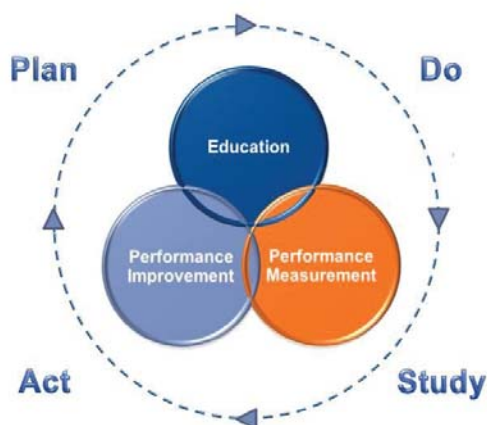 Plan
Do
Education
Performance
Improvement
Performance
Measurement
Act
Study